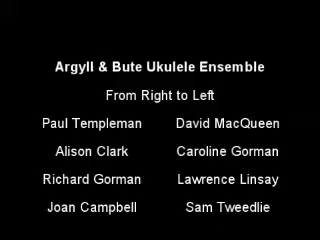 Argyll & Bute Ukulele Ensemble
From Right to Left
Paul Templeman David MacQueen
Alison Clark Caroline Gorman
Richard Gorman Lawrence Linsay
Joan Campbell Sam Tweedlie